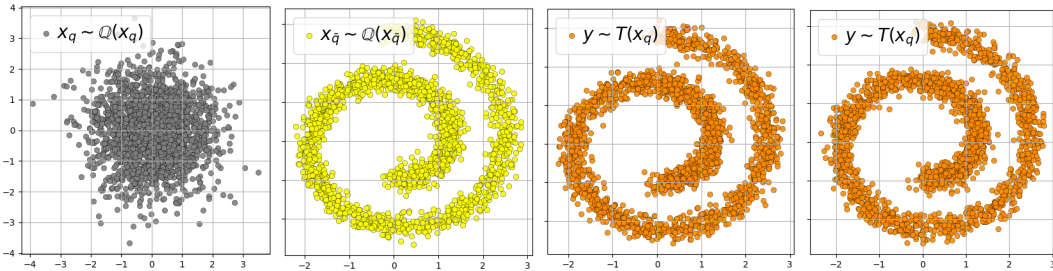 x_q ~ ℚ(x_q)
4
3
2
1
0
−1
−2
−3
−4
−4 −3 −2 −1 0 1 2 3
x_q̄ ~ ℚ(x_q̄)
−2 −1 0 1 2 3
y ~ T(x_q)
−2 −1 0 1 2 3
y ~ T(x_q)
−2 −1 0 1 2 3